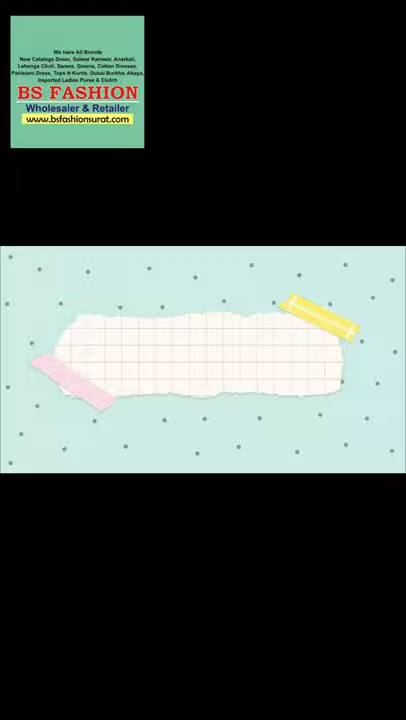 We have All Brands
New Catalogs Dress, Salwar Kameez, Anarkali,
Lehenga Choli, Sarees, Gowns, Cotton Dresses,
Pakistani Dress, Tops N Kurtis, Dubai Burkha, Abaya,
Imported Ladies Purse & Clutch
BS FASHION
Wholesaler & Retailer
www.bsfashionsurat.com